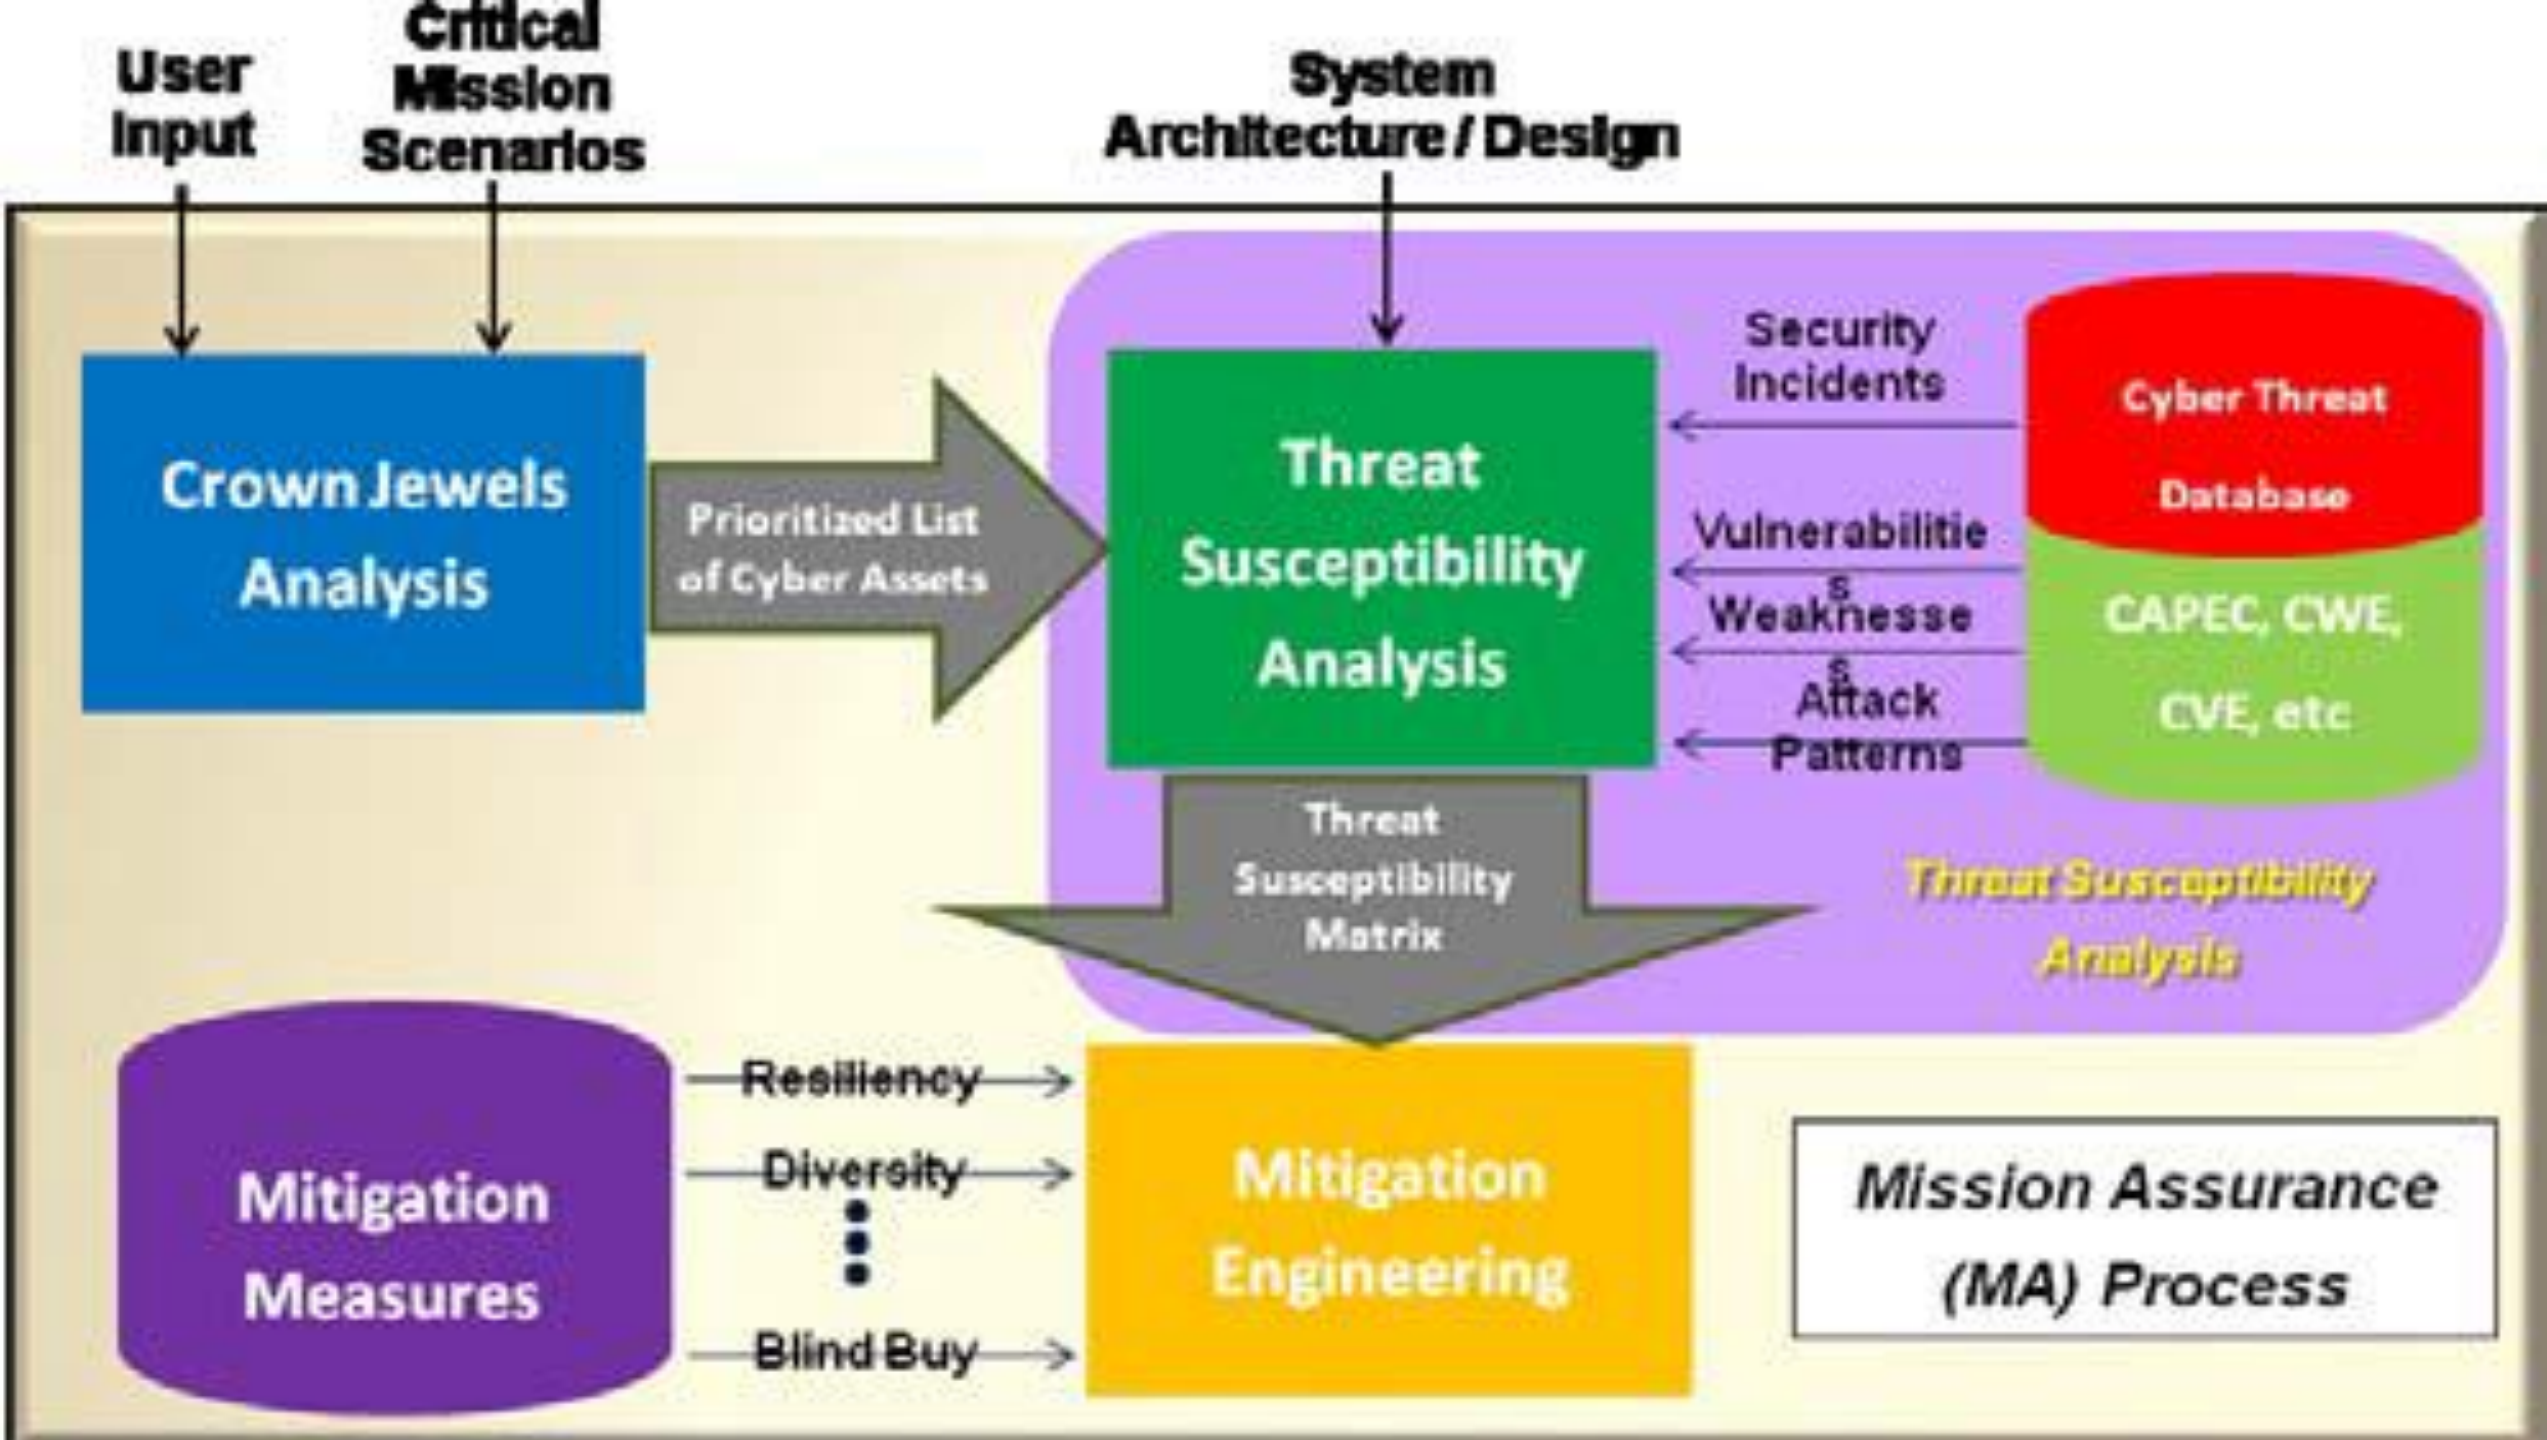 User
Input
Critical
Mission
Scenarios
System
Architecture / Design
Crown Jewels
Analysis
Prioritized List
of Cyber Assets
Threat
Susceptibility
Analysis
Security
Incidents
Vulnerabilitie
s
Weaknesse
s
Attack
Patterns
Cyber Threat
Database
CAPEC, CWE,
CVE, etc
Threat
Susceptibility
Matrix
Threat Susceptibility
Analysis
Mitigation
Measures
Resiliency
Diversity
Blind Buy
Mitigation
Engineering
Mission Assurance
(MA) Process